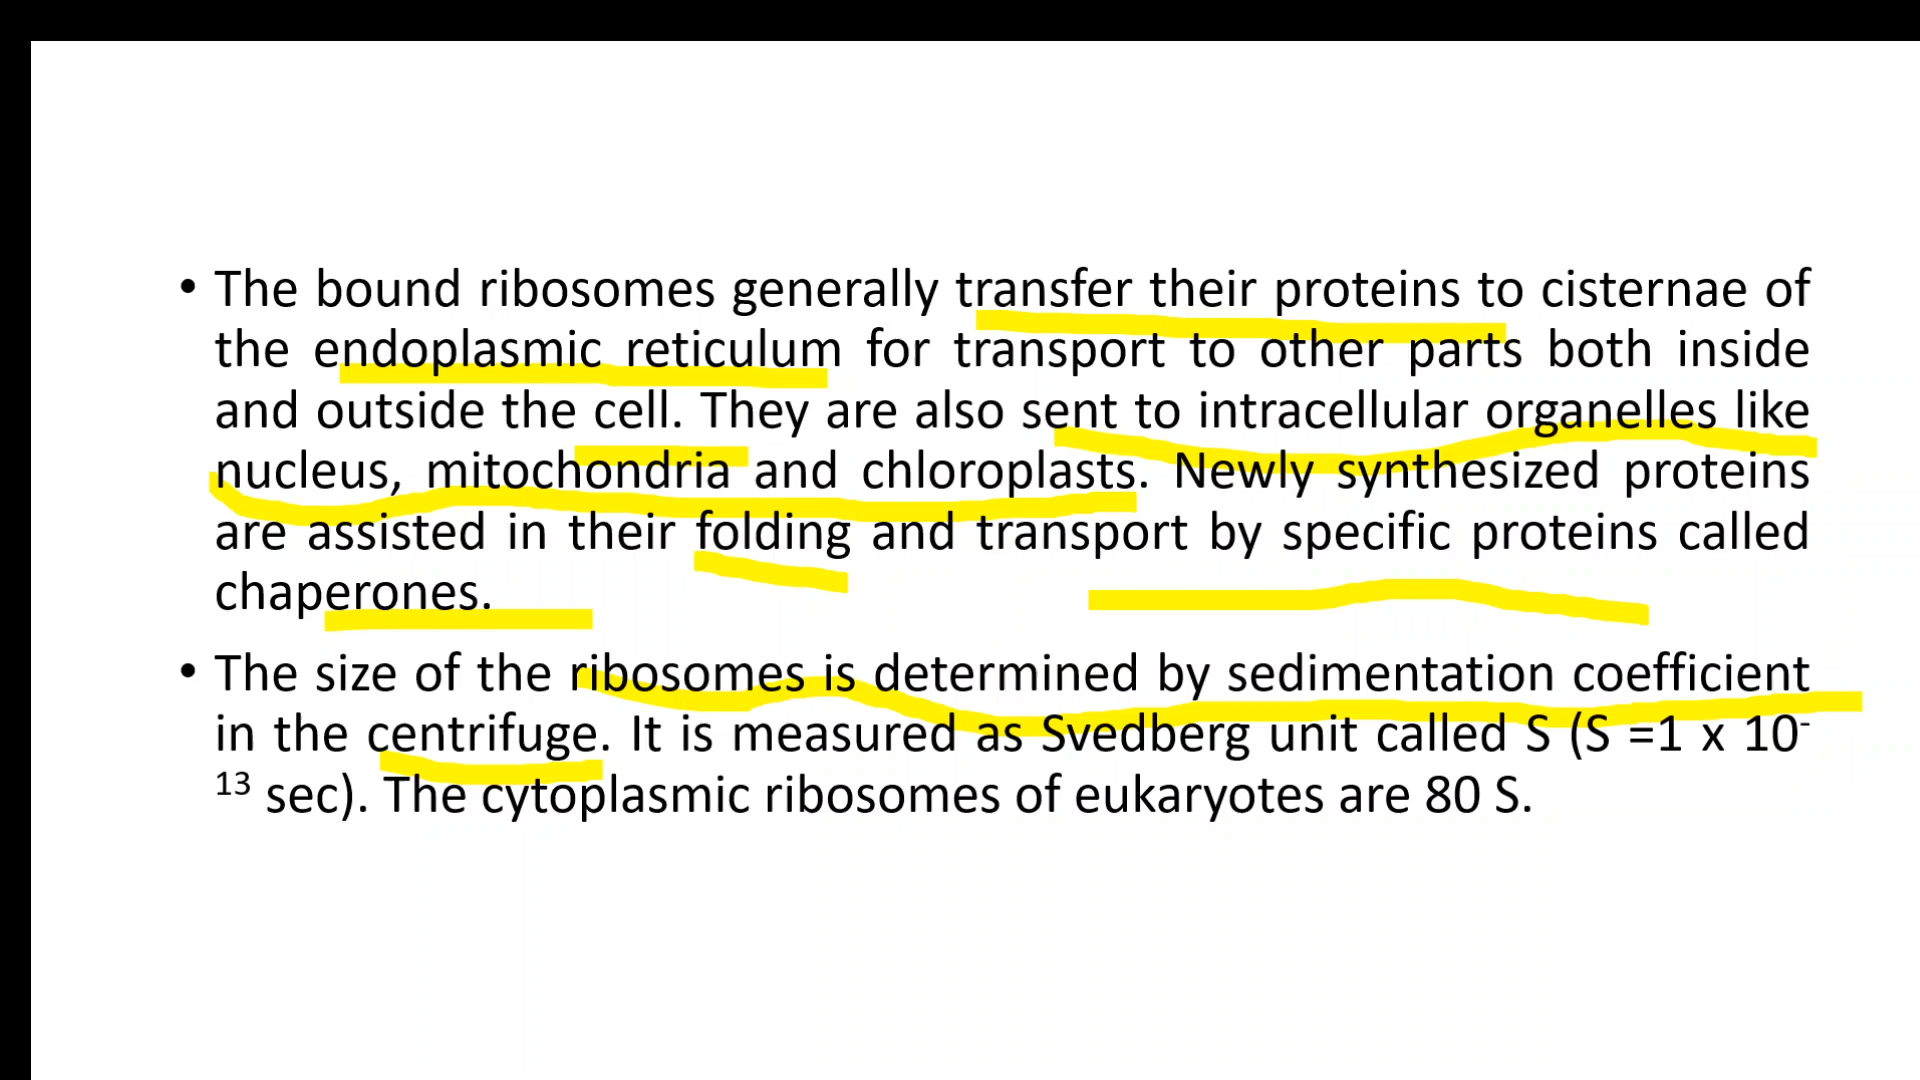 • The bound ribosomes generally transfer their proteins to cisternae of
the endoplasmic reticulum for transport to other parts both inside
and outside the cell. They are also sent to intracellular organelles like
nucleus, mitochondria and chloroplasts. Newly synthesized proteins
are assisted in their folding and transport by specific proteins called
chaperones.
• The size of the ribosomes is determined by sedimentation coefficient
in the centrifuge. It is measured as Svedberg unit called S (S =1 x 10⁻
¹³ sec). The cytoplasmic ribosomes of eukaryotes are 80 S.